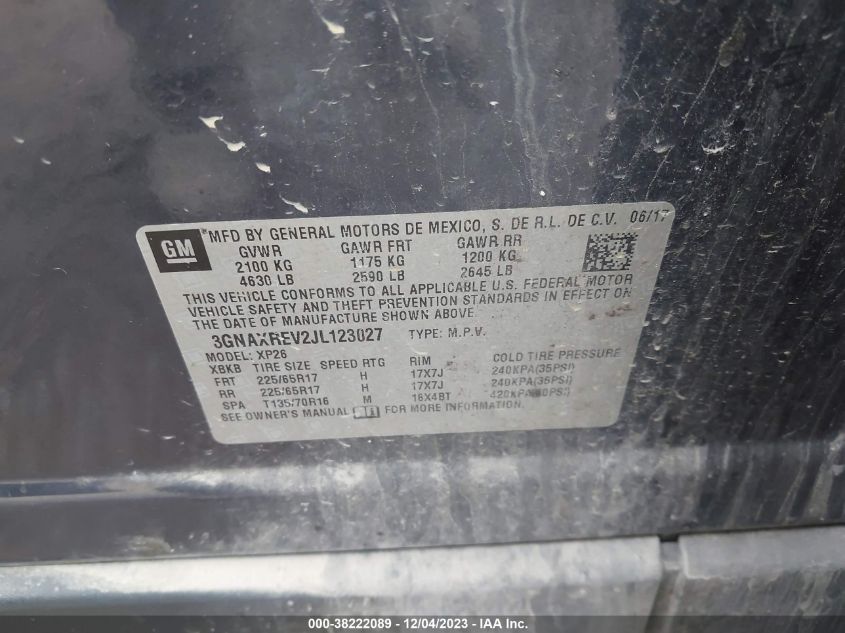 GM
MFD BY GENERAL MOTORS DE MEXICO, S. DE R.L. DE C.V. 06/17
GVWR GAWR FRT GAWR RR
2100 KG 1175 KG 1200 KG
4630 LB 2590 LB 2645 LB
THIS VEHICLE CONFORMS TO ALL APPLICABLE U.S. FEDERAL MOTOR
VEHICLE SAFETY AND THEFT PREVENTION STANDARDS IN EFFECT ON
THE DATE OF MANUFACTURE SHOWN ABOVE.
3GNAXREV2JL123027 TYPE: M.P.V.
MODEL: XP26
XBKB TIRE SIZE SPEED RTG RIM COLD TIRE PRESSURE
FRT 225/65R17 H 17X7J 240KPA(35PSI)
RR 225/65R17 H 17X7J 240KPA(35PSI)
SPA T135/70R16 M 16X4BT 420KPA
SEE OWNER'S MANUAL FOR MORE INFORMATION.
000-38222089 - 12/04/2023 - IAA Inc.